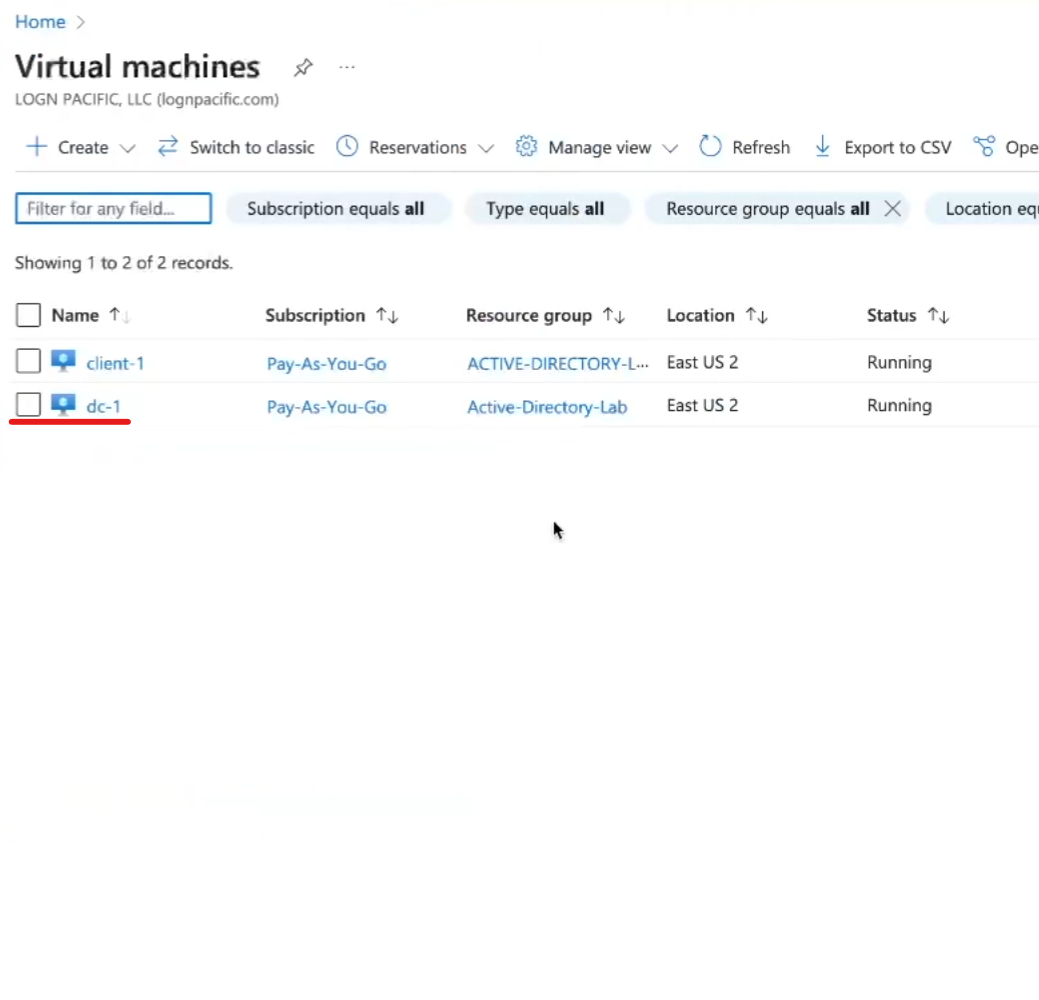 Home
Virtual machines ...
LOGN PACIFIC, LLC (lognpacific.com)
Create Switch to classic Reservations Manage view Refresh Export to CSV Ope
Filter for any field... Subscription equals all Type equals all Resource group equals all Location equ
Showing 1 to 2 of 2 records.
Name Subscription Resource group Location Status
client-1 Pay-As-You-Go ACTIVE-DIRECTORY-L... East US 2 Running
dc-1 Pay-As-You-Go Active-Directory-Lab East US 2 Running